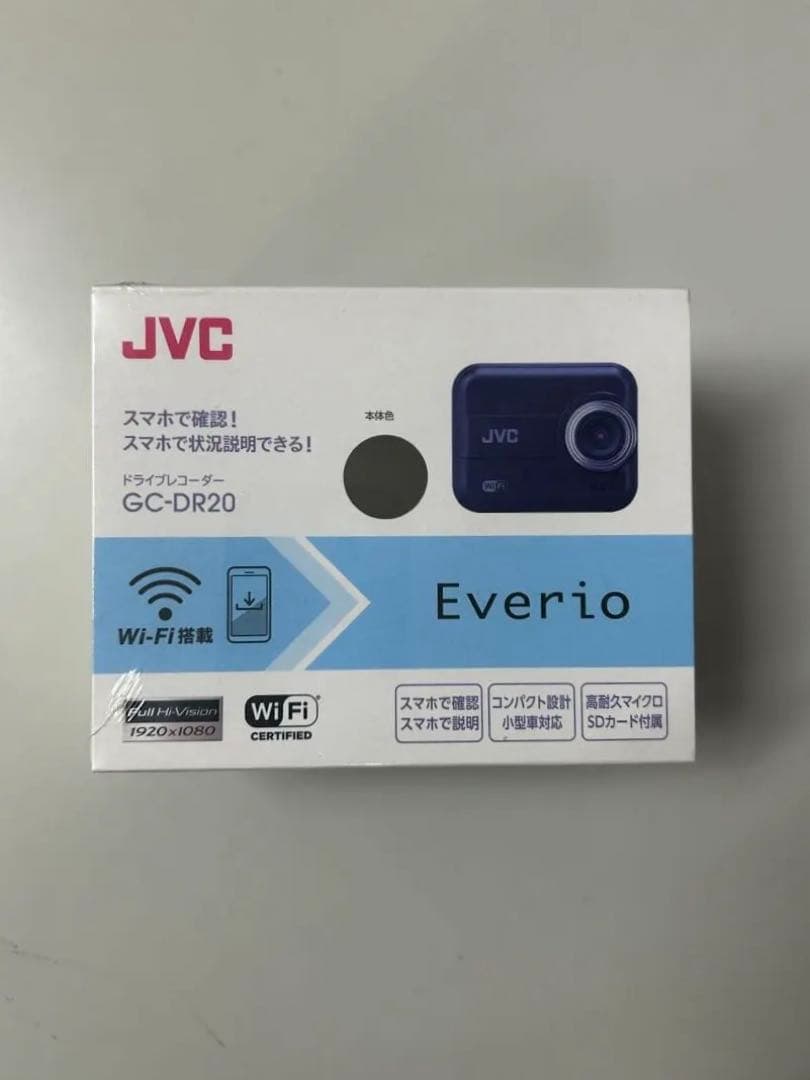 JVC
スマホで確認！
スマホで状況説明できる！
ドライブレコーダー
GC-DR20
本体色
JVC
Wi Fi
Wi-Fi搭載
Everio
Full Hi-Vision
1920x1080
Wi Fi
CERTIFIED
スマホで確認
スマホで説明
コンパクト設計
小型車対応
高耐久マイクロ
SDカード付属